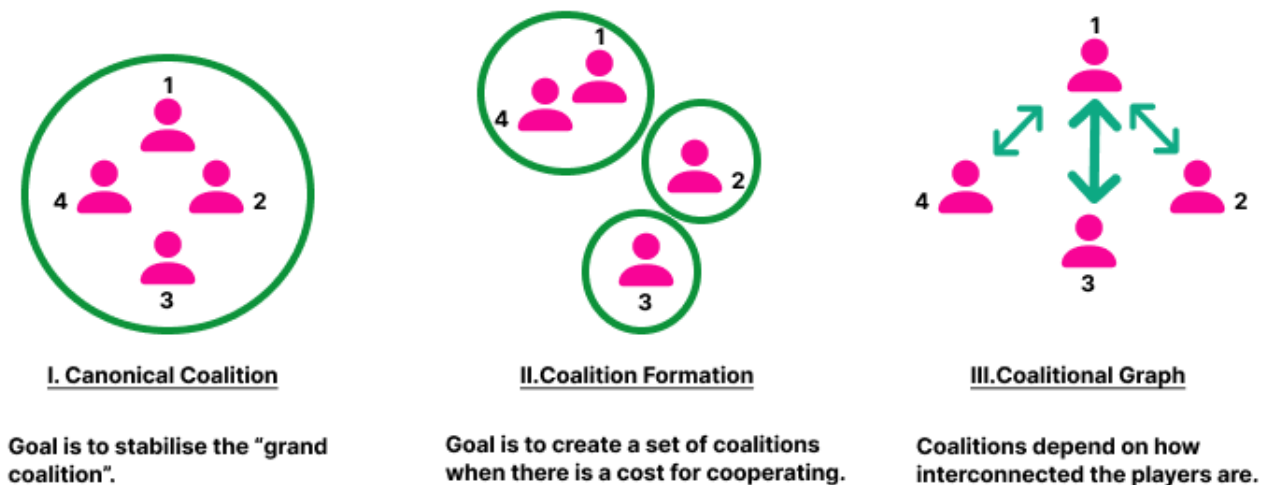 1
4
2
3
I. Canonical Coalition
Goal is to stabilise the “grand
coalition”.
1
4
2
3
II.Coalition Formation
Goal is to create a set of coalitions
when there is a cost for cooperating.
1
4
2
3
III.Coalitional Graph
Coalitions depend on how
interconnected the players are.